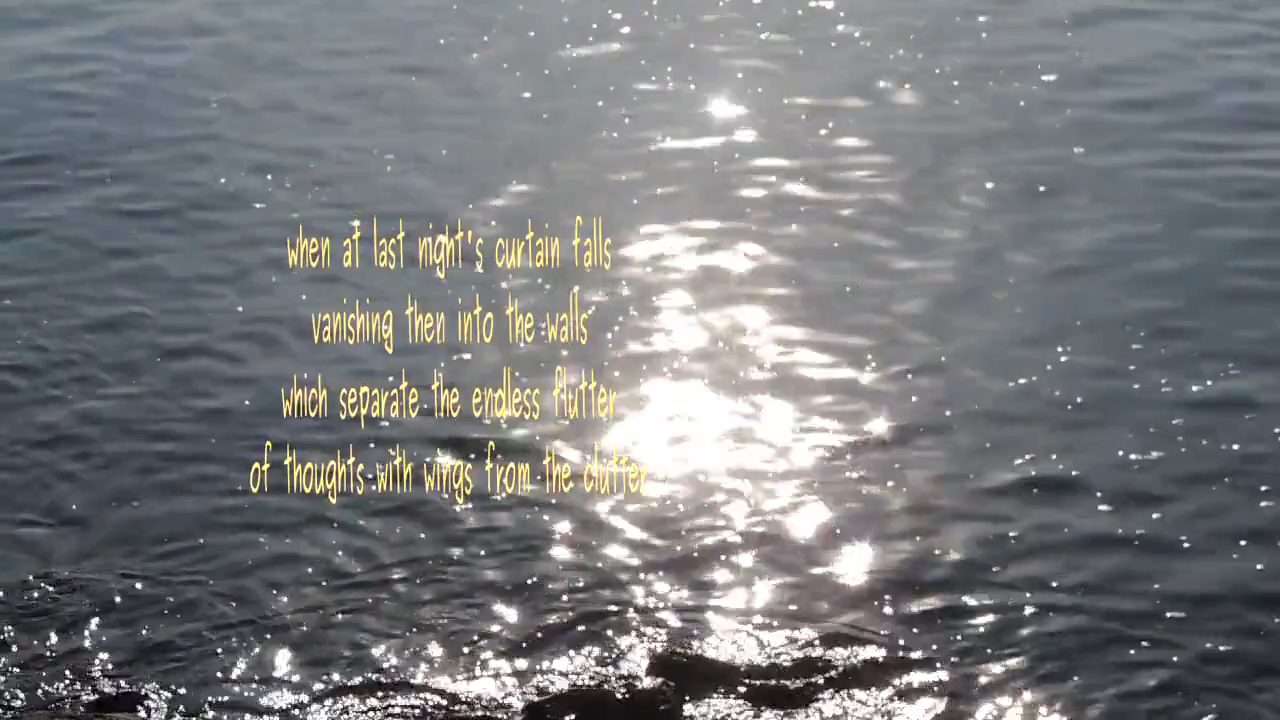 when at last night's curtain falls
vanishing then into the walls
which separate the endless flutter
of thoughts with wings from the clutter